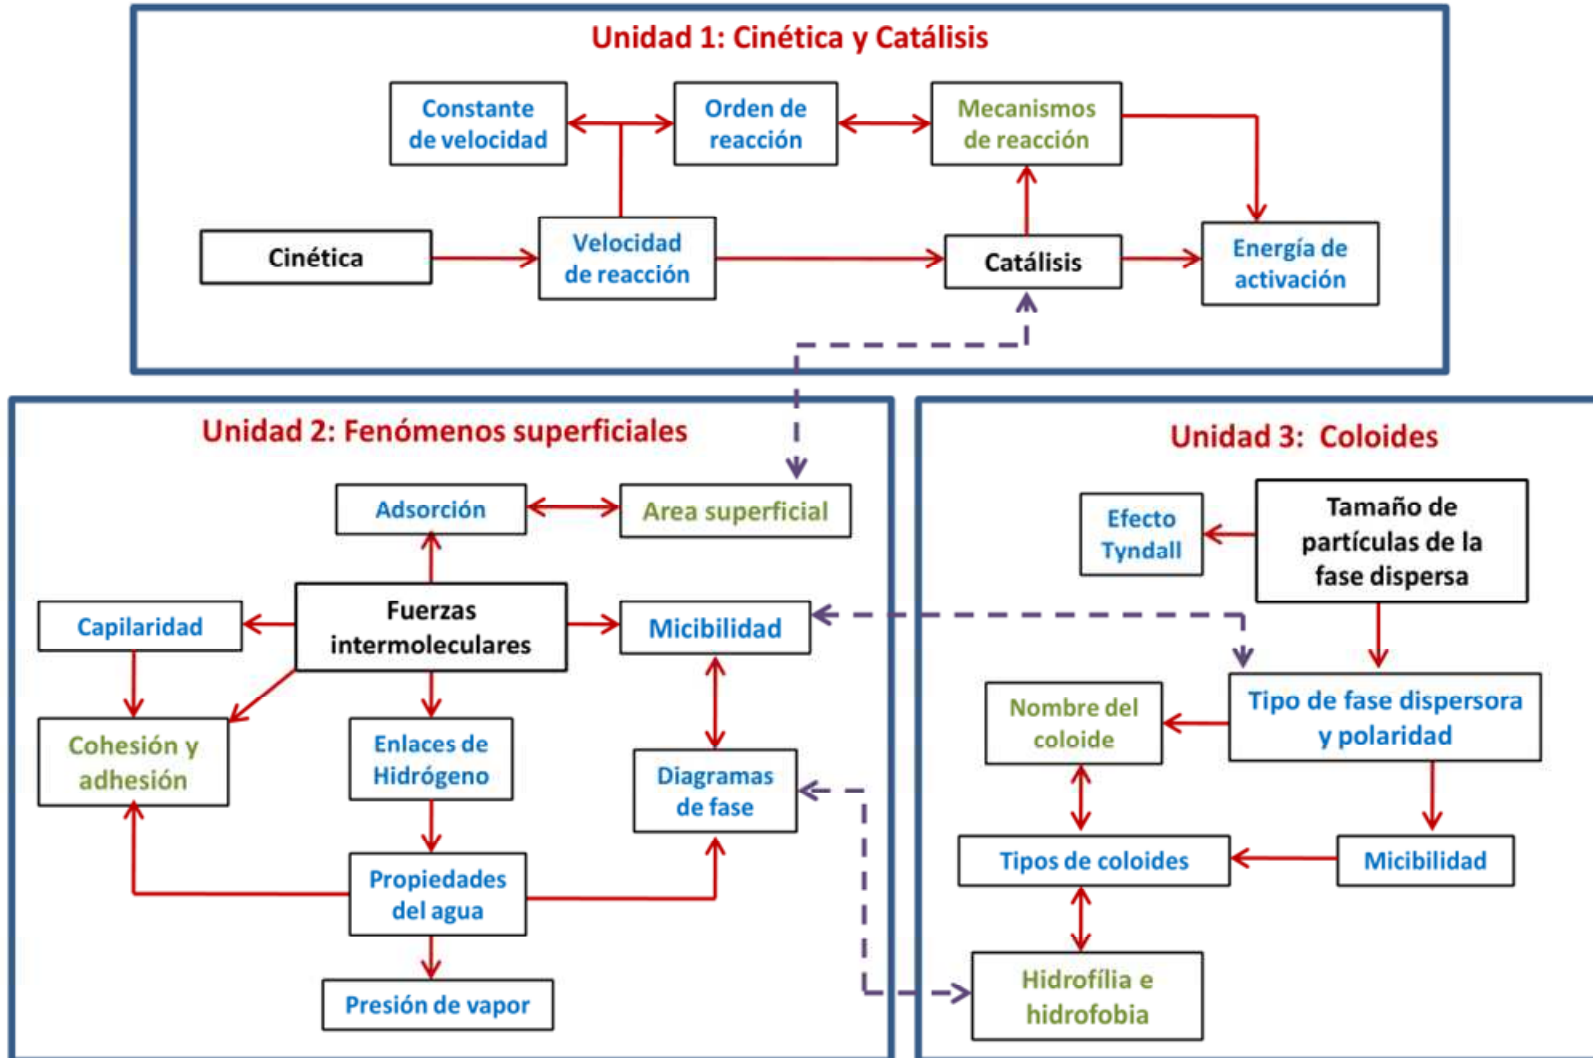 Unidad 1: Cinética y Catálisis
Constante
de velocidad
Orden de
reacción
Mecanismos
de reacción
Cinética
Velocidad
de reacción
Catálisis
Energía de
activación
Unidad 2: Fenómenos superficiales
Adsorción
Area superficial
Capilaridad
Fuerzas
intermoleculares
Micibilidad
Cohesión y
adhesión
Enlaces de
Hidrógeno
Diagramas
de fase
Propiedades
del agua
Presión de vapor
Unidad 3: Coloides
Efecto
Tyndall
Tamaño de
partículas de la
fase dispersa
Nombre del
coloide
Tipo de fase dispersora
y polaridad
Tipos de coloides
Micibilidad
Hidrofília e
hidrofobia